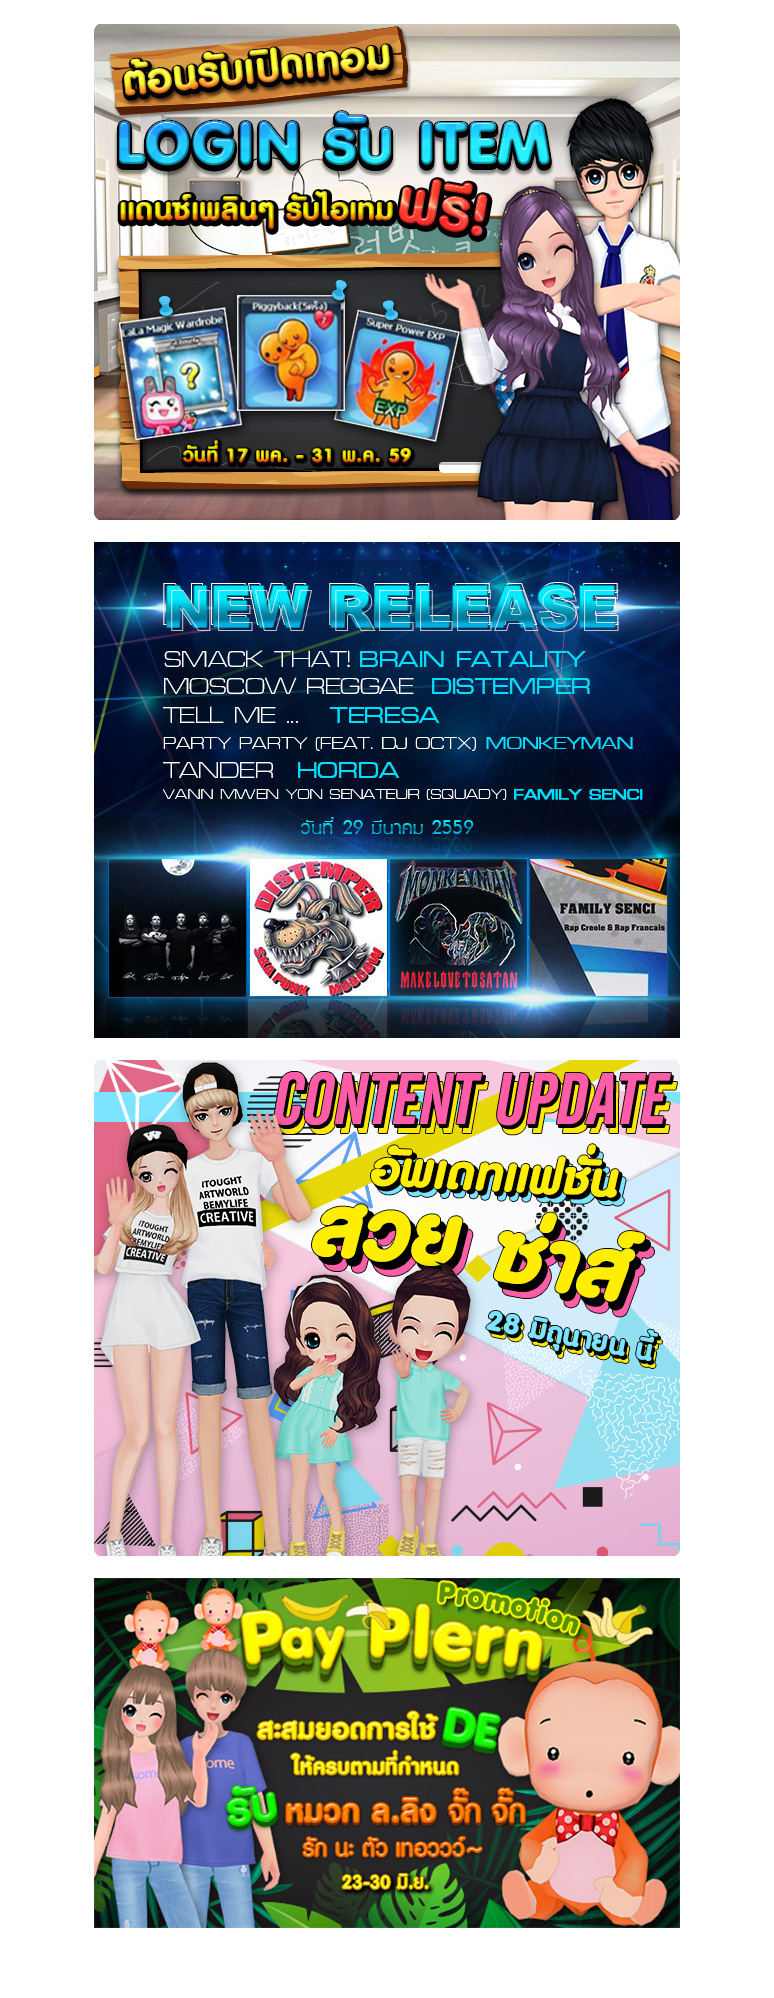 ต้อนรับเปิดเทอม
LOGIN รับ ITEM
แดนซ์เพลินๆ รับไอเทมฟรี!
LaLa Magic Wardrobe
?
Piggyback(5ครั้ง)
Super Power EXP
EXP
วันที่ 17 พค. - 31 พ.ค. 59
NEW RELEASE
SMACK THAT! BRAIN FATALITY
MOSCOW REGGAE DISTEMPER
TELL ME ... TERESA
PARTY PARTY (FEAT. DJ OCTX) MONKEYMAN
TANDER HORDA
VANN MWEN YON SENATEUR (SQUADY) FAMILY SENCI
วันที่ 29 มีนาคม 2559
DISTEMPER
SKA PUNK MOSCOW
MONKEYMAN
MAKE LOVE TO SATAN
FAMILY SENCI
Rap Creole & Rap Francais
CONTENT UPDATE
อัพเดทแฟชั่น
สวย ซ่าส์
28 มิถุนายน นี้
W
ITOUGHT
ARTWORLD
BEMYLIFE
CREATIVE
ITOUGHT
ARTWORLD
BEMYLIFE
CREATIVE
Promotion
Pay Plern
สะสมยอดการใช้ DE
ให้ครบตามที่กำหนด
รับ หมวก ล.ลิง จั๊ก จั๊ก
รัก นะ ตัว เทอววว์~
23-30 มิ.ย.